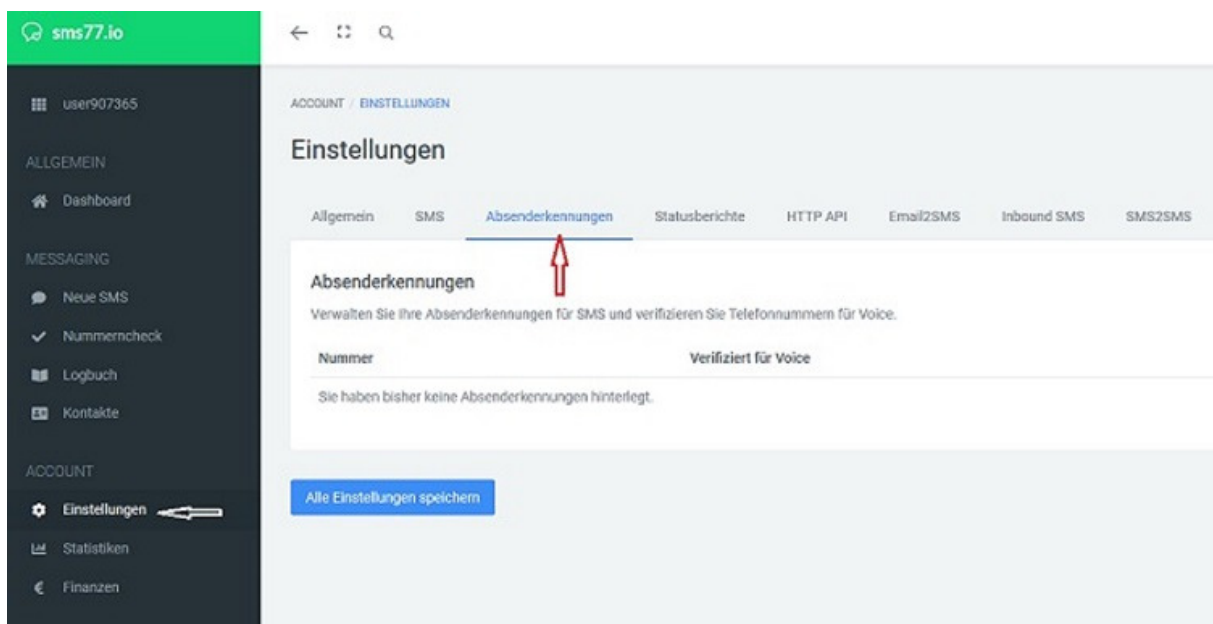 sms77.io
user907365
ALLGEMEIN
Dashboard
MESSAGING
Neue SMS
Nummerncheck
Logbuch
Kontakte
ACCOUNT
Einstellungen
Statistiken
Finanzen
ACCOUNT / EINSTELLUNGEN
Einstellungen
Allgemein SMS Absenderkennungen Statusberichte HTTP API Email2SMS Inbound SMS SMS2SMS
Absenderkennungen
Verwalten Sie Ihre Absenderkennungen für SMS und verifizieren Sie Telefonnummern für Voice.
Nummer Verifiziert für Voice
Sie haben bisher keine Absenderkennungen hinterlegt.
Alle Einstellungen speichern